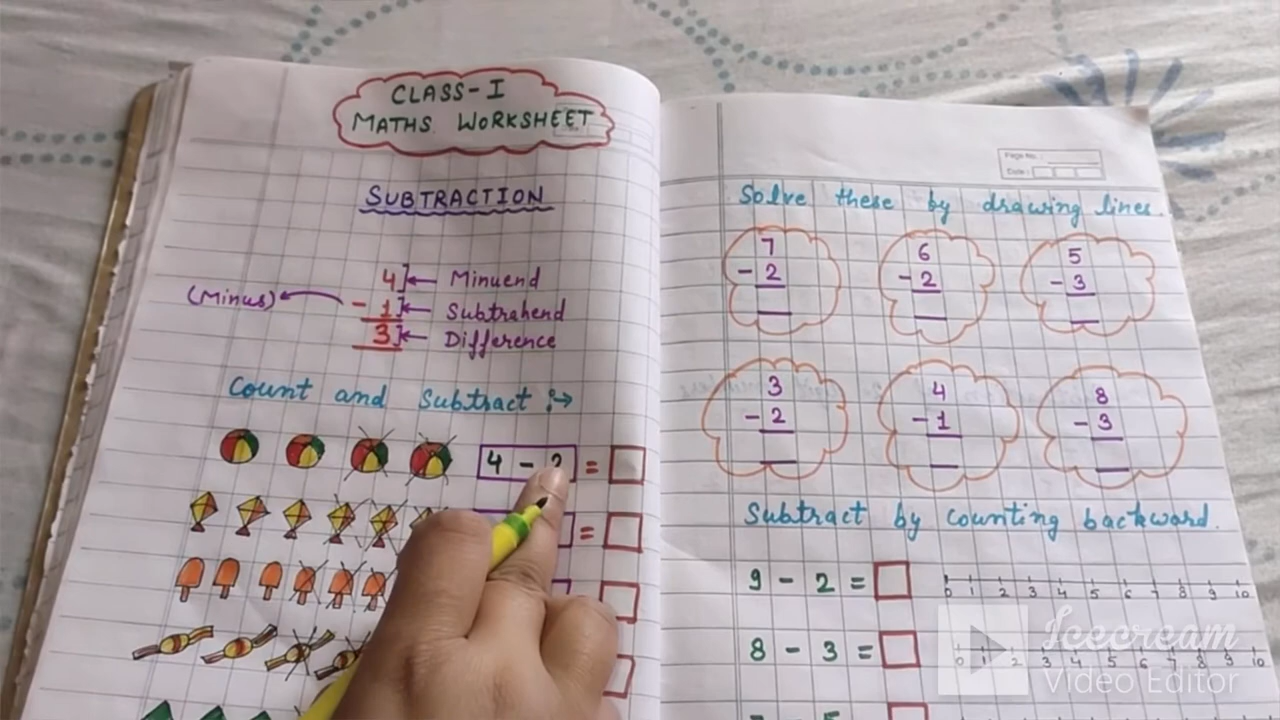 CLASS-I
MATHS WORKSHEET
SUBTRACTION
4 ← Minuend
(Minus) ← - 1 ← Subtrahend
3 ← Difference
Count and Subtract :→
4 - 2 =
=
Page No. :
Date :
Solve these by drawing lines.
7 6 5
- 2 - 2 - 3
3 4 8
- 2 - 1 - 3
Subtract by counting backward.
9 - 2 = 0 1 2 3 4 5 6 7 8 9 10
8 - 3 = 0 1 2 3 4 5 6 7 8 9 10
Icecream
Video Editor